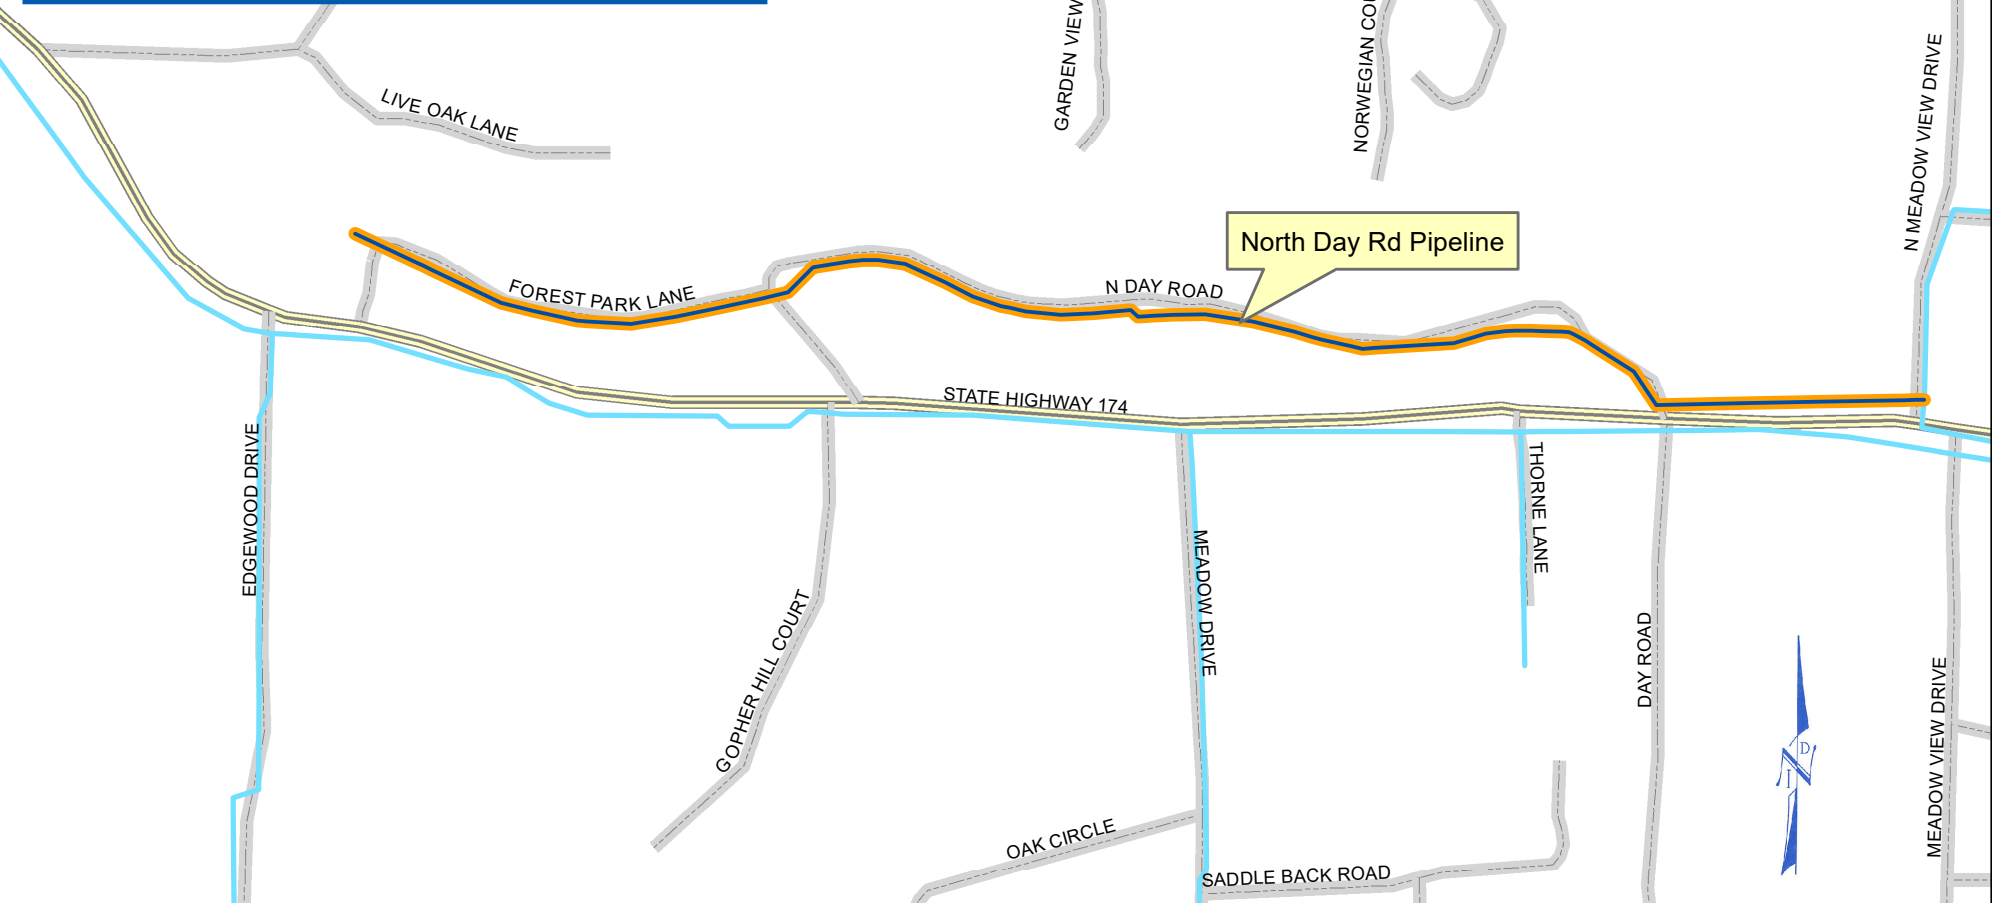 GARDEN VIEW
NORWEGIAN COU
N MEADOW VIEW DRIVE
LIVE OAK LANE
North Day Rd Pipeline
FOREST PARK LANE
N DAY ROAD
STATE HIGHWAY 174
EDGEWOOD DRIVE
THORNE LANE
MEADOW DRIVE
GOPHER HILL COURT
DAY ROAD
MEADOW VIEW DRIVE
N I D
OAK CIRCLE
SADDLE BACK ROAD